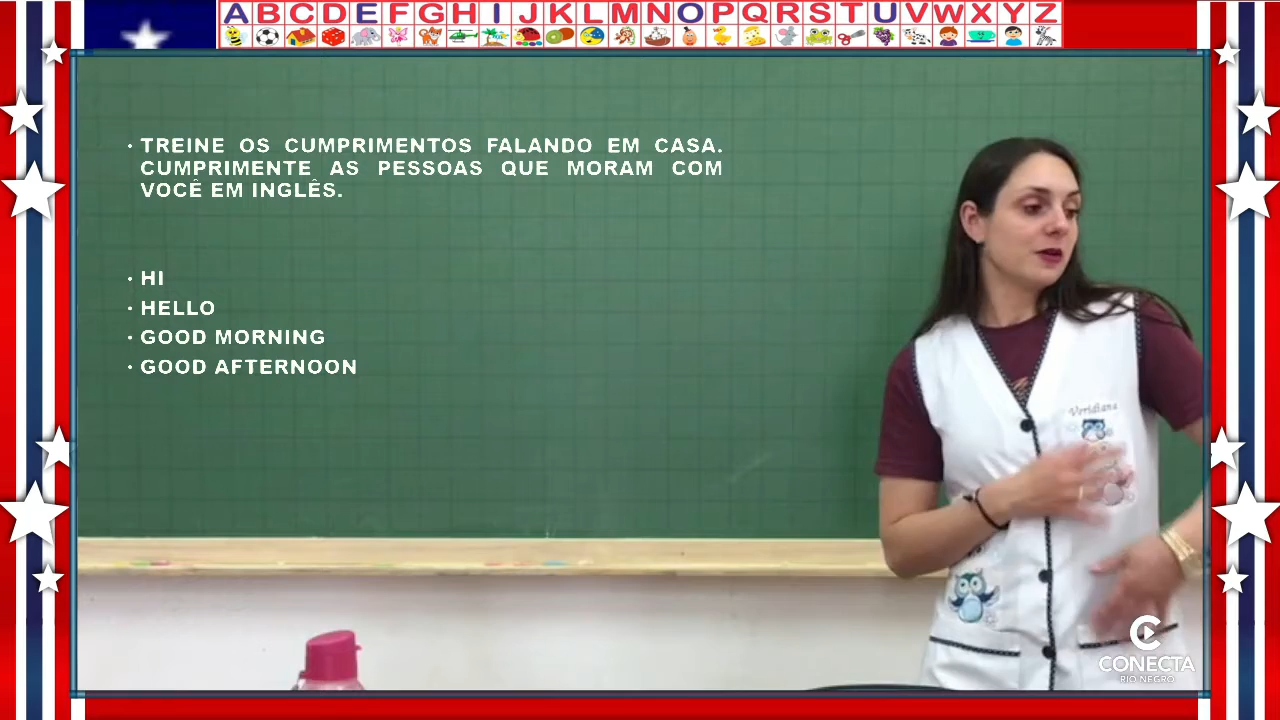 A B C D E F G H I J K L M N O P Q R S T U V W X Y Z
· TREINE OS CUMPRIMENTOS FALANDO EM CASA.
CUMPRIMENTE AS PESSOAS QUE MORAM COM
VOCÊ EM INGLÊS.
· HI
· HELLO
· GOOD MORNING
· GOOD AFTERNOON
Veridiana
CONECTA
RIO NEGRO